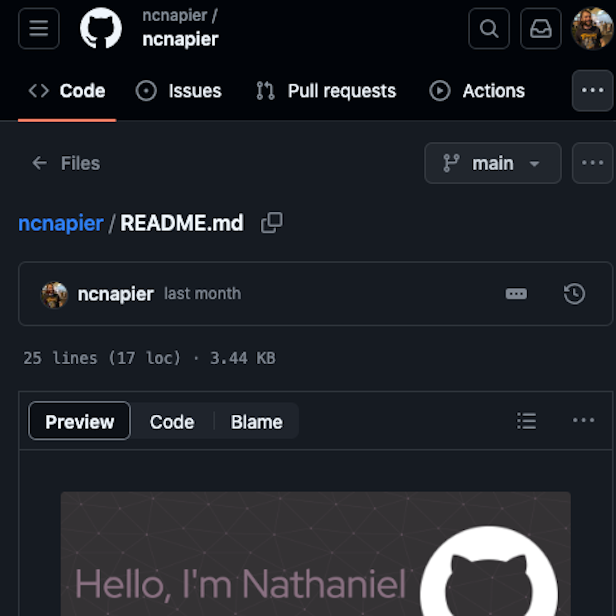 ncnapier /
ncnapier
Code Issues Pull requests Actions
Files main
ncnapier / README.md
ncnapier last month
25 lines (17 loc) · 3.44 KB
Preview Code Blame
Hello, I'm Nathaniel